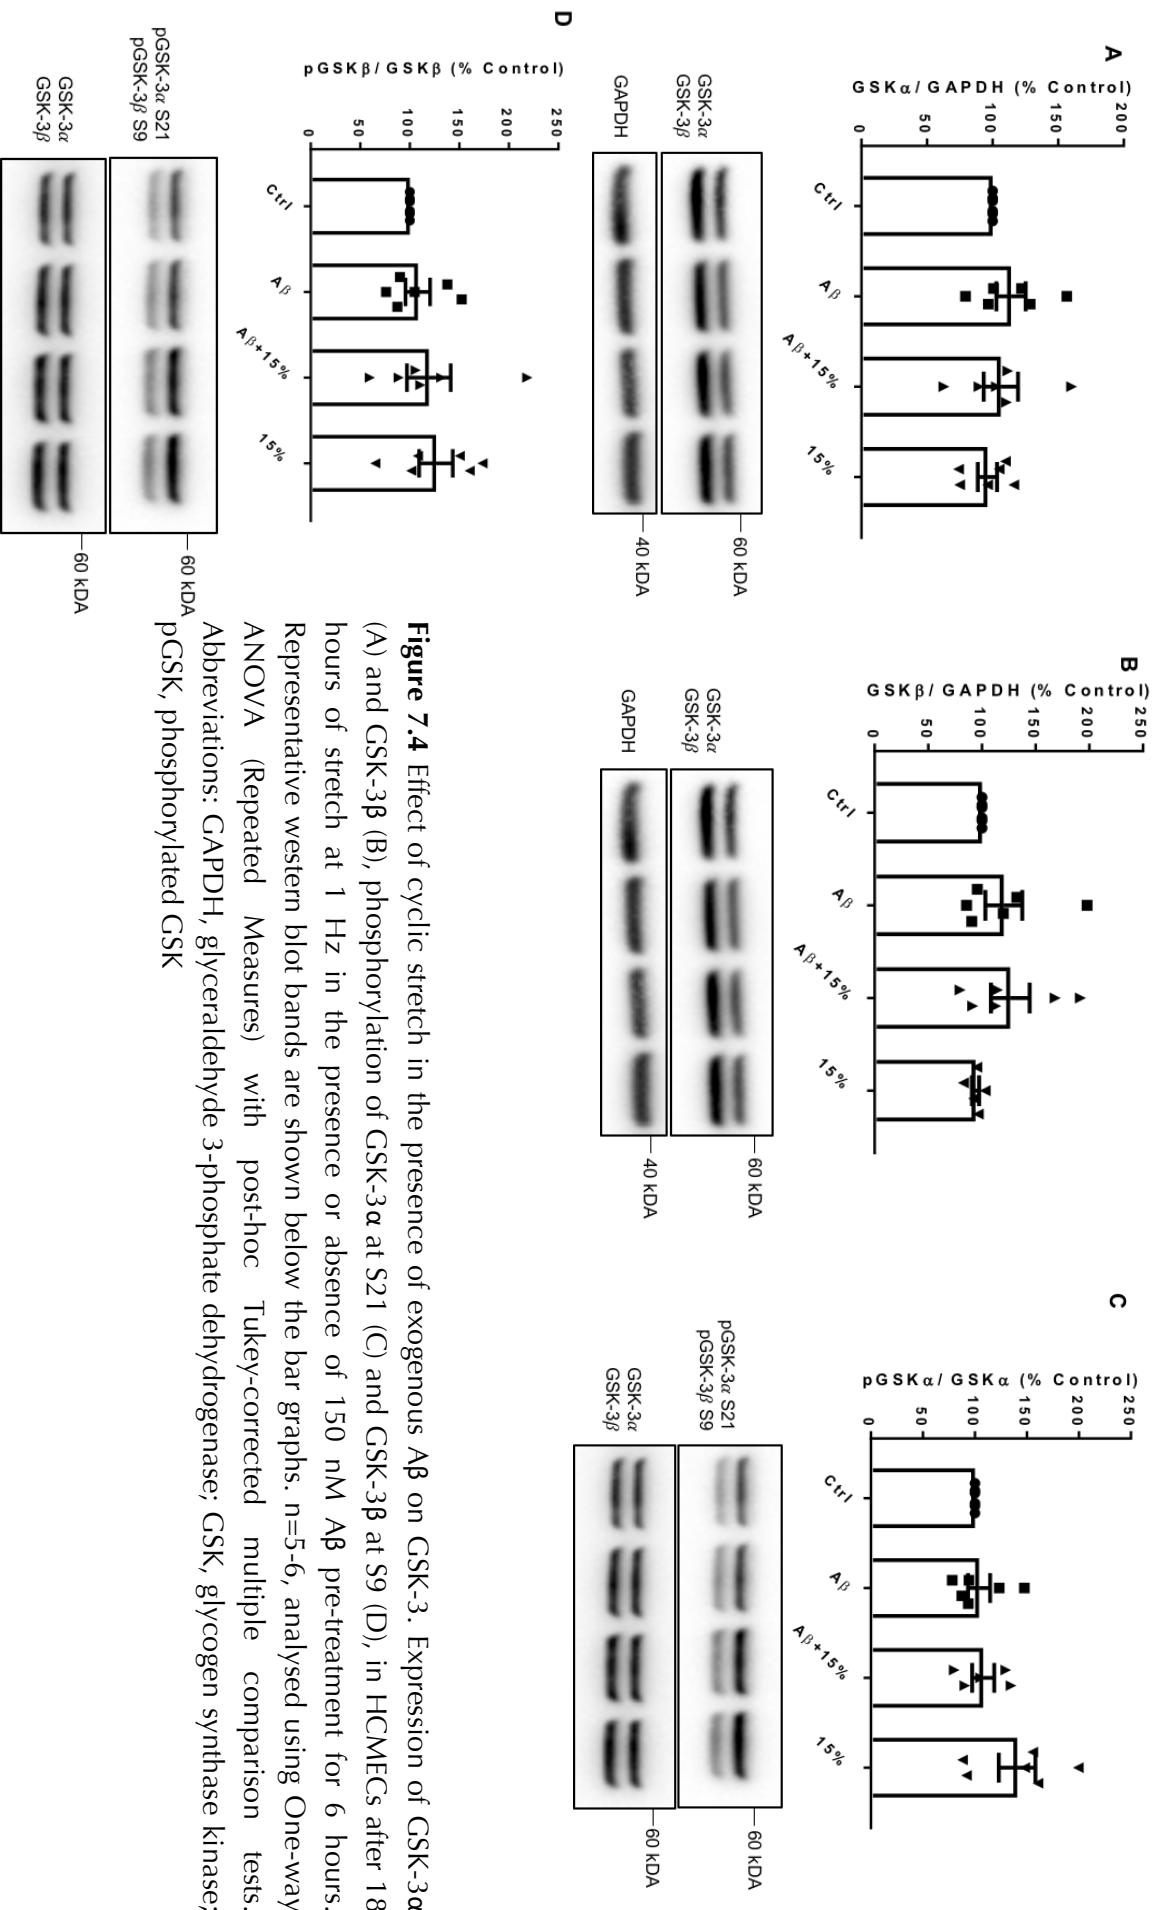 A
GSKα/ GAPDH (% Control)
200
150
100
50
0
Ctrl
Aβ
Aβ+15%
15%
GSK-3α
GSK-3β
60 kDA
GAPDH
40 kDA
B
GSKβ/ GAPDH (% Control)
250
200
150
100
50
0
Ctrl
Aβ
Aβ+15%
15%
GSK-3α
GSK-3β
60 kDA
GAPDH
40 kDA
C
pGSKα/ GSKα (% Control)
250
200
150
100
50
0
Ctrl
Aβ
Aβ+15%
15%
pGSK-3α S21
pGSK-3β S9
60 kDA
GSK-3α
GSK-3β
60 kDA
D
pGSKβ/ GSKβ (% Control)
250
200
150
100
50
0
Ctrl
Aβ
Aβ+15%
15%
pGSK-3α S21
pGSK-3β S9
60 kDA
GSK-3α
GSK-3β
60 kDA
Figure 7.4 Effect of cyclic stretch in the presence of exogenous Aβ on GSK-3. Expression of GSK-3α
(A) and GSK-3β (B), phosphorylation of GSK-3α at S21 (C) and GSK-3β at S9 (D), in HCMECs after 18
hours of stretch at 1 Hz in the presence or absence of 150 nM Aβ pre-treatment for 6 hours.
Representative western blot bands are shown below the bar graphs. n=5-6, analysed using One-way
ANOVA (Repeated Measures) with post-hoc Tukey-corrected multiple comparison tests.
Abbreviations: GAPDH, glyceraldehyde 3-phosphate dehydrogenase; GSK, glycogen synthase kinase;
pGSK, phosphorylated GSK